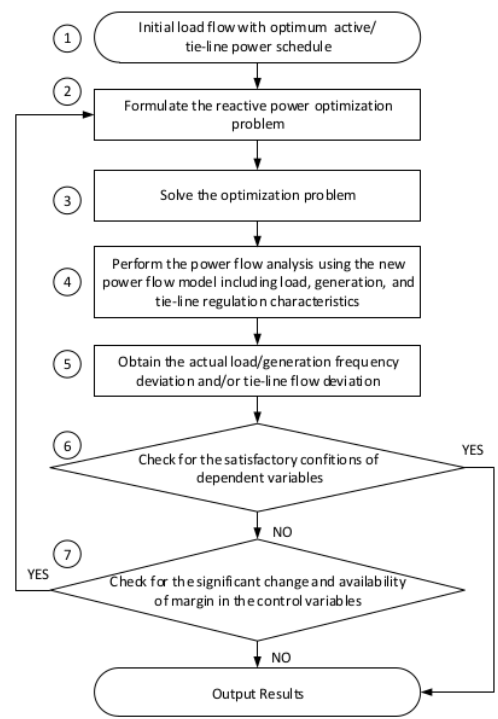 1
Initial load flow with optimum active/
tie-line power schedule
2
Formulate the reactive power optimization
problem
3
Solve the optimization problem
4
Perform the power flow analysis using the new
power flow model including load, generation, and
tie-line regulation characteristics
5
Obtain the actual load/generation frequency
deviation and/or tie-line flow deviation
6
YES
Check for the satisfactory confitions of
dependent variables
NO
7
YES
Check for the significant change and availability
of margin in the control variables
NO
Output Results